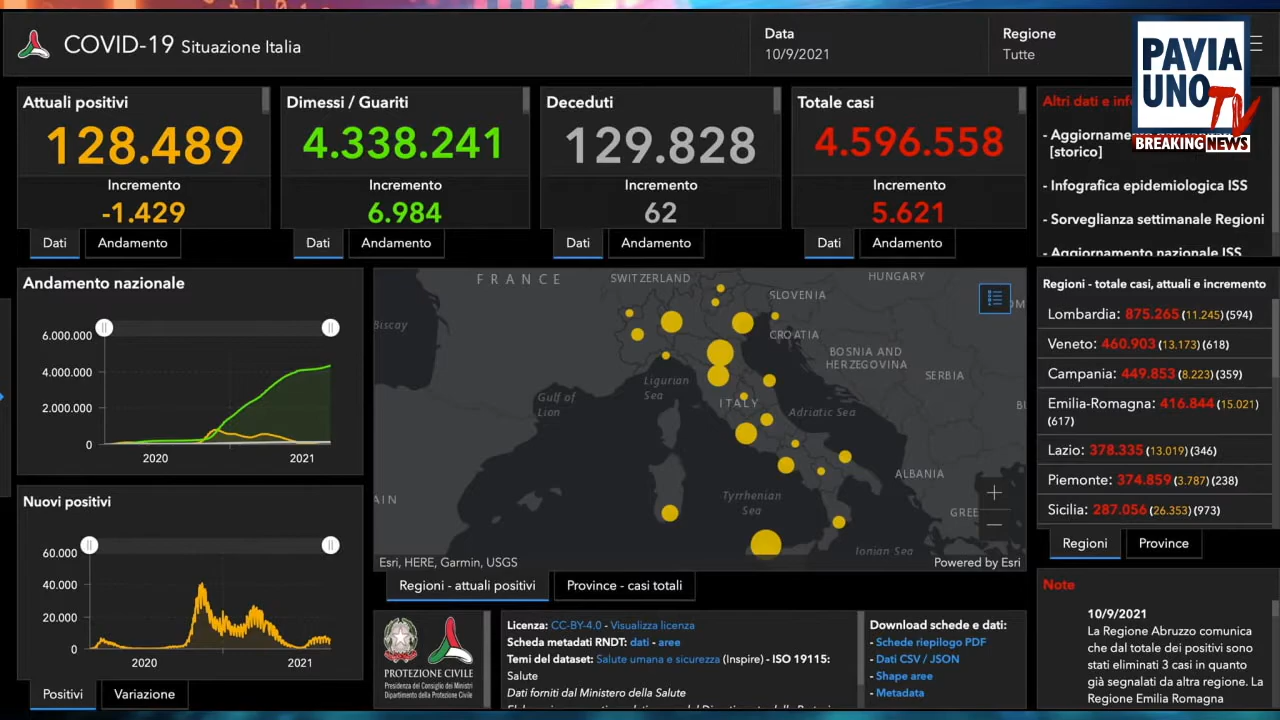 COVID-19 Situazione Italia
Data
10/9/2021
Regione
Tutte
PAVIA
UNO
TV
BREAKING NEWS
Attuali positivi
128.489
Incremento
-1.429
Dati
Andamento
Dimessi / Guariti
4.338.241
Incremento
6.984
Dati
Andamento
Deceduti
129.828
Incremento
62
Dati
Andamento
Totale casi
4.596.558
Incremento
5.621
Dati
Andamento
Altri dati e
- Aggiornam
[storico]
- Infografica epidemiologica ISS
- Sorveglianza settimanale Regioni
- Aggiornamento nazionale ISS
Andamento nazionale
6.000.000
4.000.000
2.000.000
0
2020
2021
Nuovi positivi
60.000
40.000
20.000
0
2020
2021
Positivi
Variazione
FRANCE
SWITZERLAND
HUNGARY
SLOVENIA
CROATIA
BOSNIA AND
HERZEGOVINA
SERBIA
Biscay
Ligurian
Sea
Gulf of
Lion
ITALY
Adriatic Sea
ALBANIA
AIN
Tyrrhenian
Sea
GREE
Ionian Sea
Esri, HERE, Garmin, USGS
Powered by Esri
Regioni - attuali positivi
Province - casi totali
PROTEZIONE CIVILE
Presidenza del Consiglio dei Ministri
Dipartimento della Protezione Civile
Licenza: CC-BY-4.0 - Visualizza licenza
Scheda metadati RNDT: dati - aree
Temi del dataset: Salute umana e sicurezza (Inspire) - ISO 19115:
Salute
Dati forniti dal Ministero della Salute
Download schede e dati:
- Schede riepilogo PDF
- Dati CSV / JSON
- Shape aree
- Metadata
Regioni - totale casi, attuali e incremento
Lombardia: 875.265 (11.245) (594)
Veneto: 460.903 (13.173) (618)
Campania: 449.853 (8.223) (359)
Emilia-Romagna: 416.844 (15.021)
(617)
Lazio: 378.335 (13.019) (346)
Piemonte: 374.859 (3.787) (238)
Sicilia: 287.056 (26.353) (973)
Regioni
Province
Note
10/9/2021
La Regione Abruzzo comunica
che dal totale dei positivi sono
stati eliminati 3 casi in quanto
già segnalati da altra regione. La
Regione Emilia Romagna